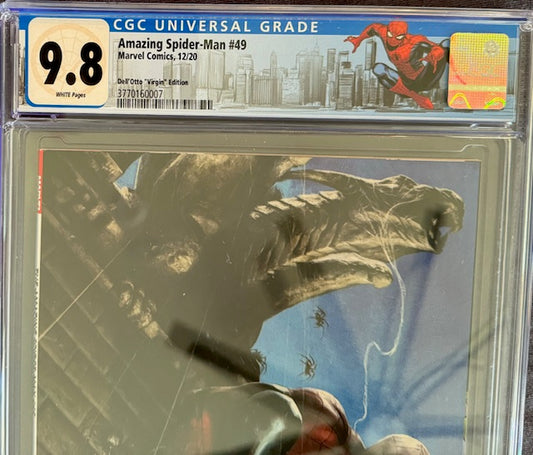 CGC UNIVERSAL GRADE
9.8
WHITE Pages
Amazing Spider-Man #49
Marvel Comics, 12/20
Dell'Otto "Virgin" Edition
3770160007